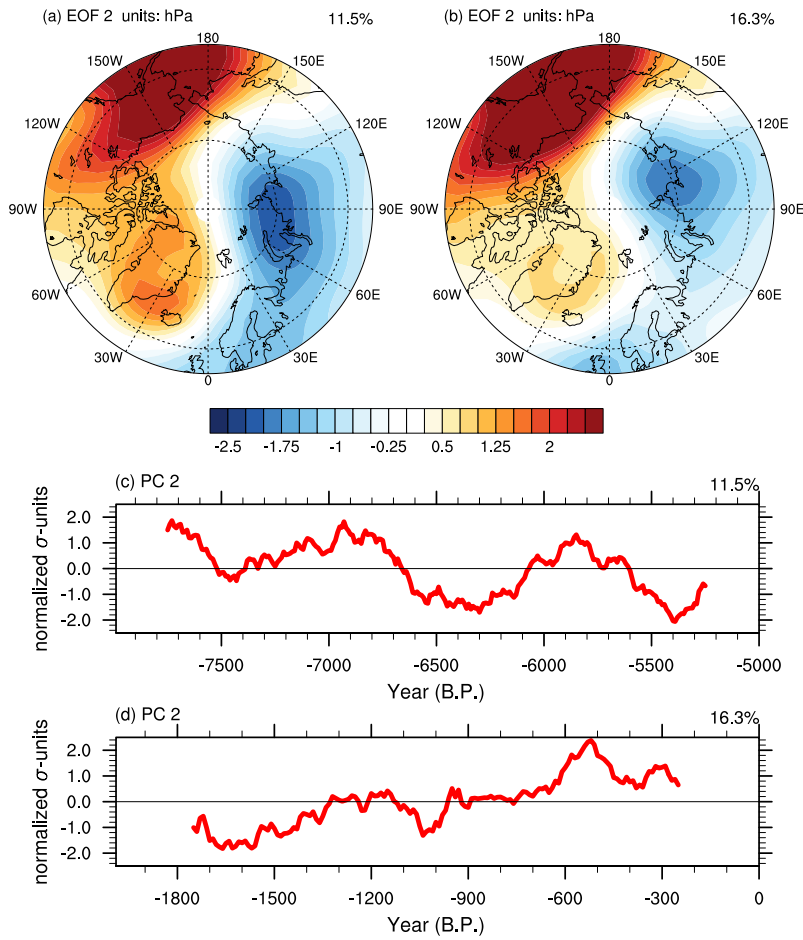 (a) EOF 2 units: hPa 11.5%
(b) EOF 2 units: hPa 16.3%
180
150W 150E
120W 120E
90W 90E
60W 60E
30W 30E
0
180
150W 150E
120W 120E
90W 90E
60W 60E
30W 30E
0
-2.5 -1.75 -1 -0.25 0.5 1.25 2
(c) PC 2 11.5%
normalized σ-units
2.0
1.0
0.0
-1.0
-2.0
-7500 -7000 -6500 -6000 -5500 -5000
Year (B.P.)
(d) PC 2 16.3%
normalized σ-units
2.0
1.0
0.0
-1.0
-2.0
-1800 -1500 -1200 -900 -600 -300 0
Year (B.P.)